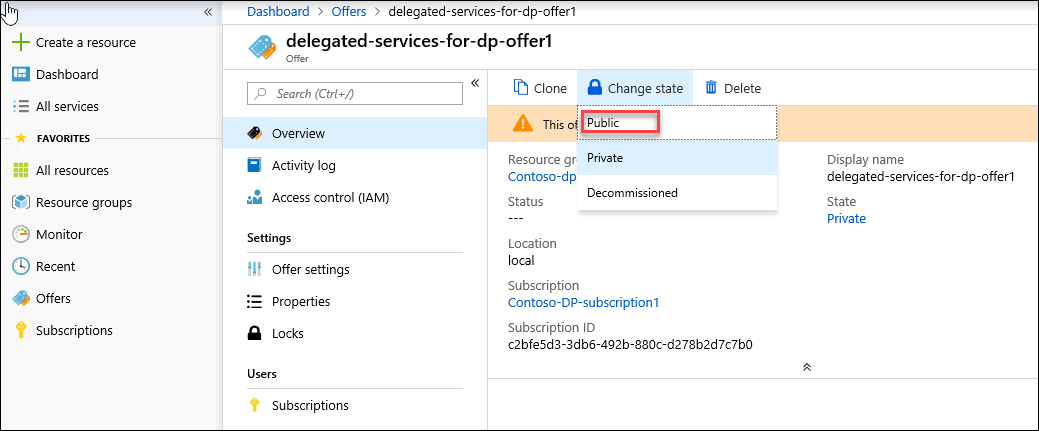 Dashboard > Offers > delegated-services-for-dp-offer1
Create a resource
Dashboard
All services
FAVORITES
All resources
Resource groups
Monitor
Recent
Offers
Subscriptions
delegated-services-for-dp-offer1
Offer
Search (Ctrl+/)
Overview
Activity log
Access control (IAM)
Settings
Offer settings
Properties
Locks
Users
Subscriptions
Clone
Change state
Delete
This of
Public
Private
Decommissioned
Resource gr
Contoso-dp
Status
---
Location
local
Subscription
Contoso-DP-subscription1
Subscription ID
c2bfe5d3-3db6-492b-880c-d278b2d7c7b0
Display name
delegated-services-for-dp-offer1
State
Private